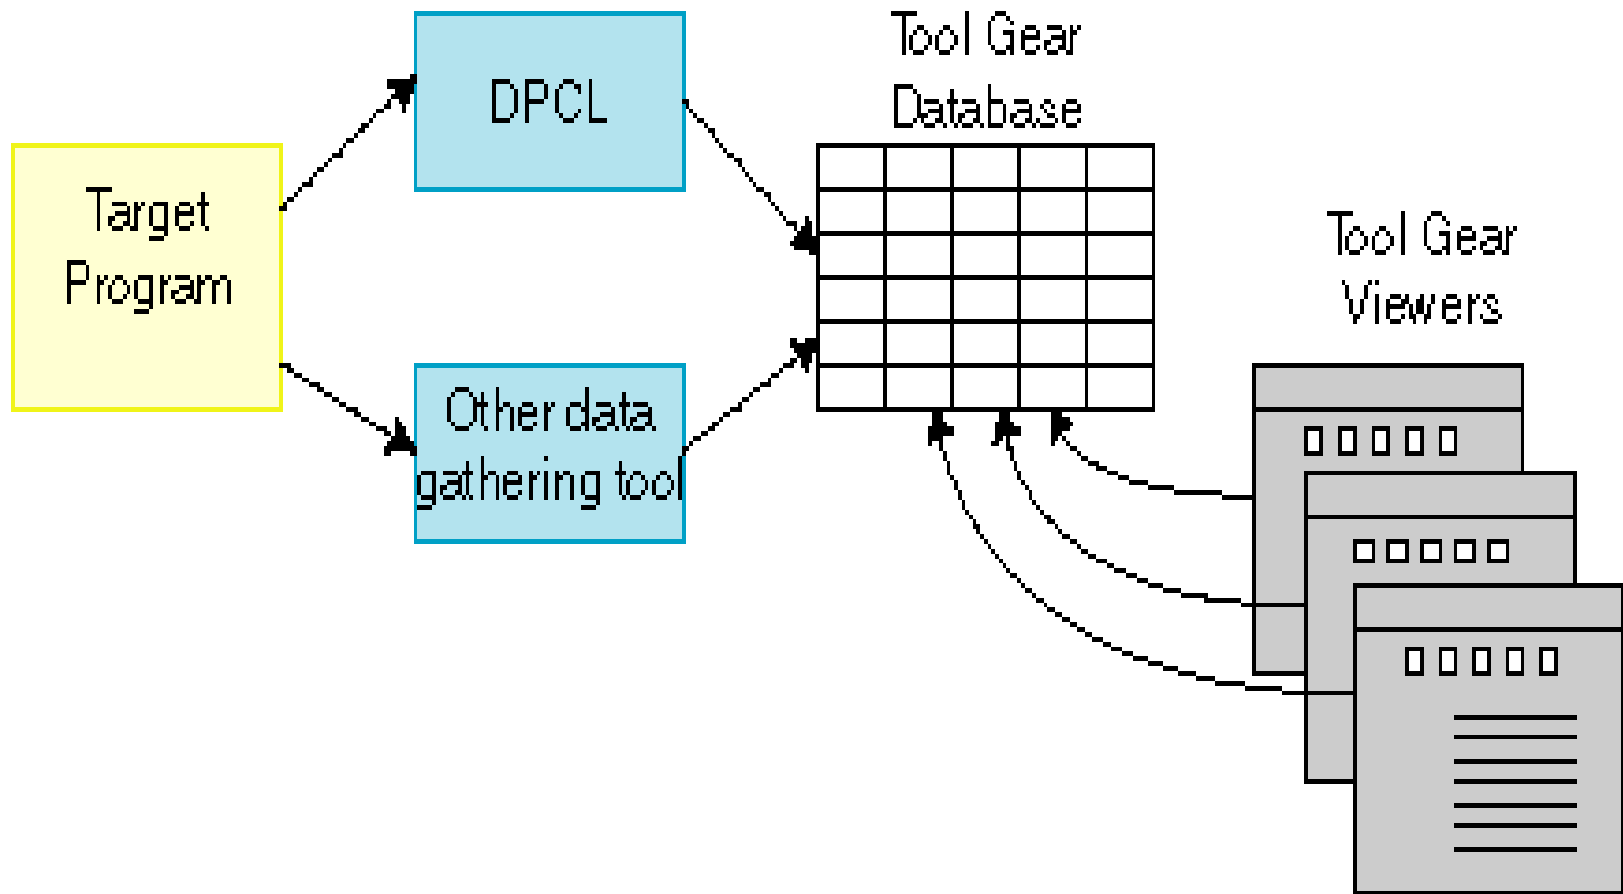 Target
Program
DPCL
Other data
gathering tool
Tool Gear
Database
Tool Gear
Viewers